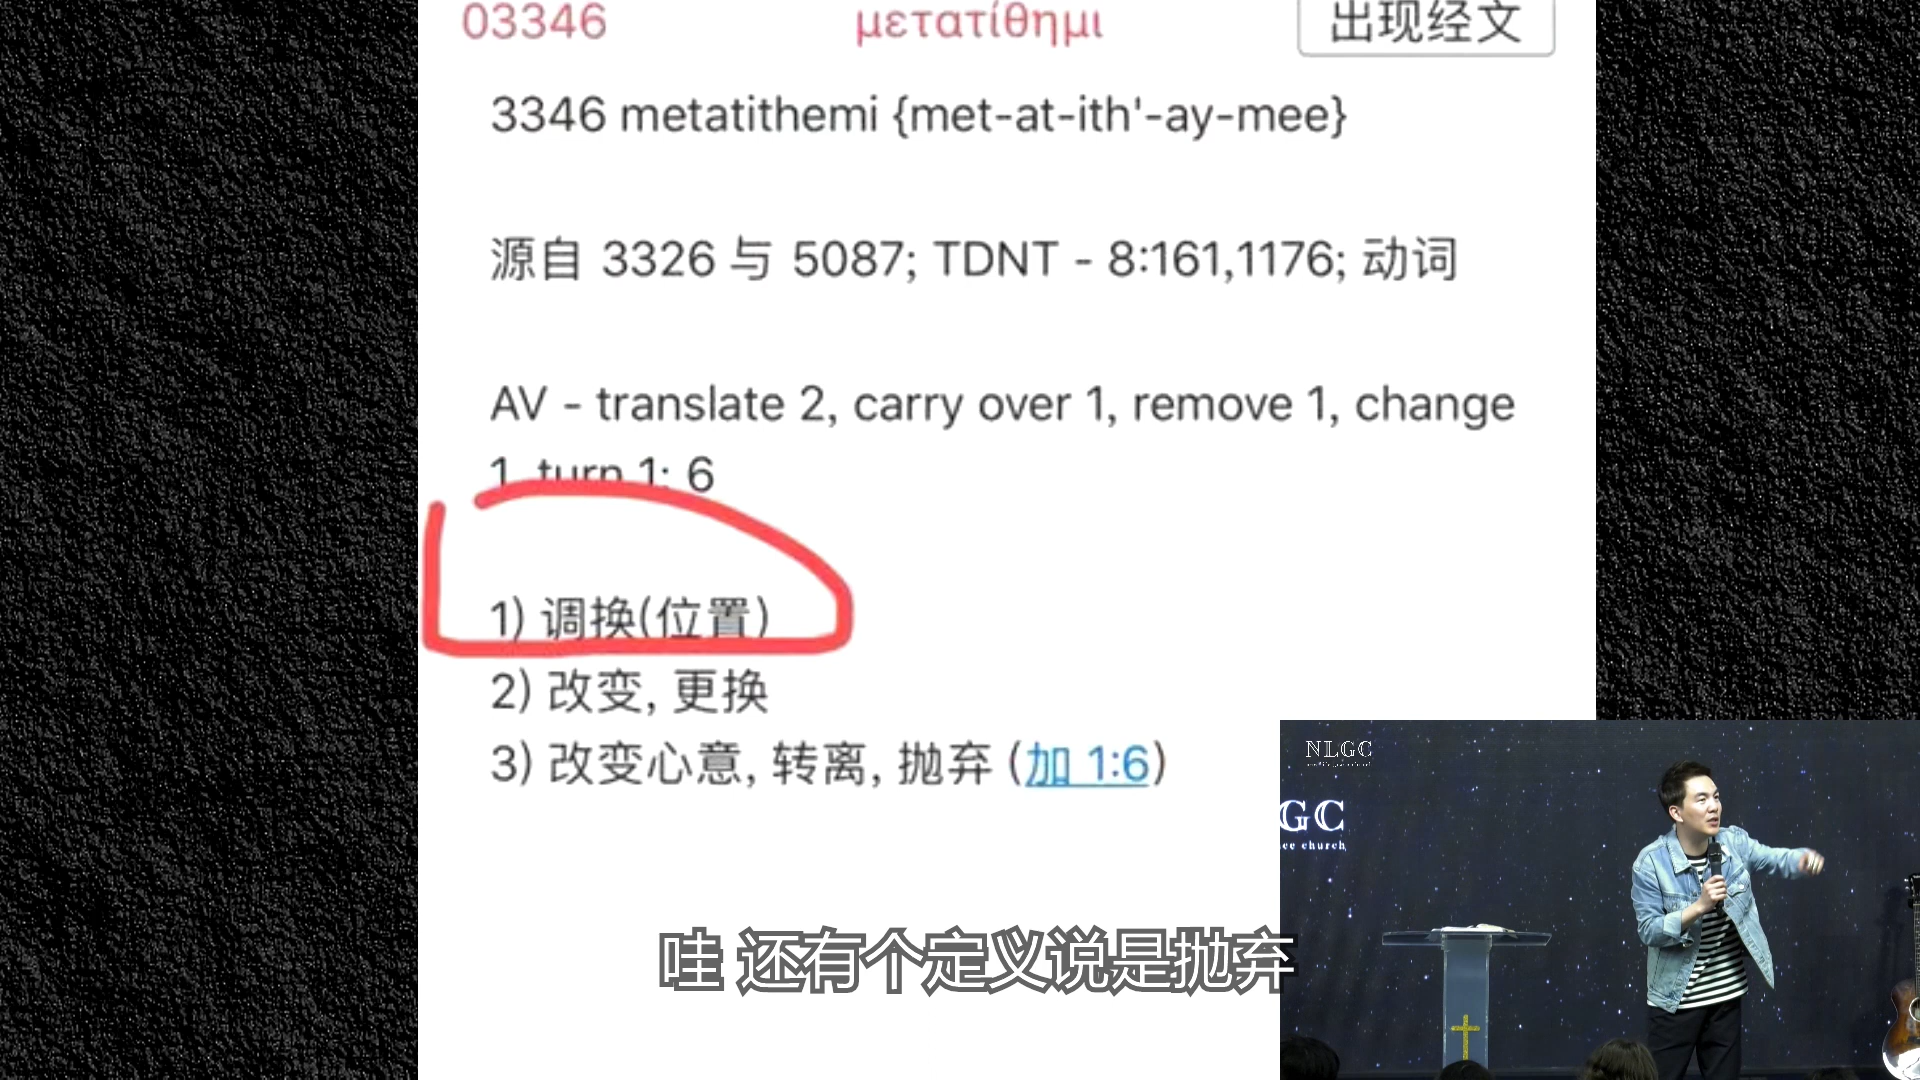 03346 μετατίθημι 出现经文
3346 metatithemi {met-at-ith'-ay-mee}
源自 3326 与 5087; TDNT - 8:161,1176; 动词
AV - translate 2, carry over 1, remove 1, change
1, turn 1; 6
1) 调换(位置)
2) 改变, 更换
3) 改变心意, 转离, 抛弃 (加 1:6)
NLGC
GC
ce church
哇 还有个定义说是抛弃